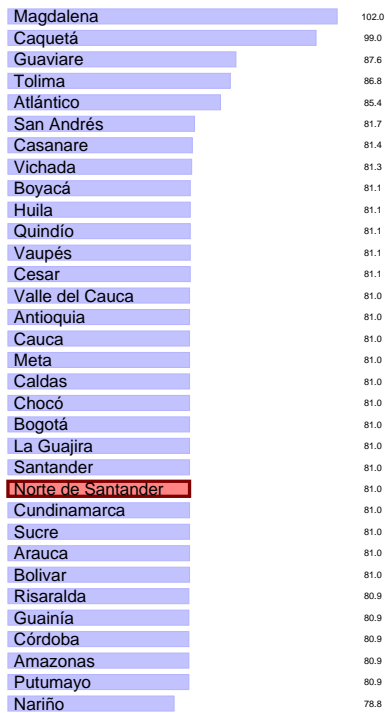 Magdalena 102.0
Caquetá 99.0
Guaviare 87.6
Tolima 86.8
Atlántico 85.4
San Andrés 81.7
Casanare 81.4
Vichada 81.3
Boyacá 81.1
Huila 81.1
Quindío 81.1
Vaupés 81.1
Cesar 81.1
Valle del Cauca 81.0
Antioquia 81.0
Cauca 81.0
Meta 81.0
Caldas 81.0
Chocó 81.0
Bogotá 81.0
La Guajira 81.0
Santander 81.0
Norte de Santander 81.0
Cundinamarca 81.0
Sucre 81.0
Arauca 81.0
Bolivar 81.0
Risaralda 80.9
Guainía 80.9
Córdoba 80.9
Amazonas 80.9
Putumayo 80.9
Nariño 78.8